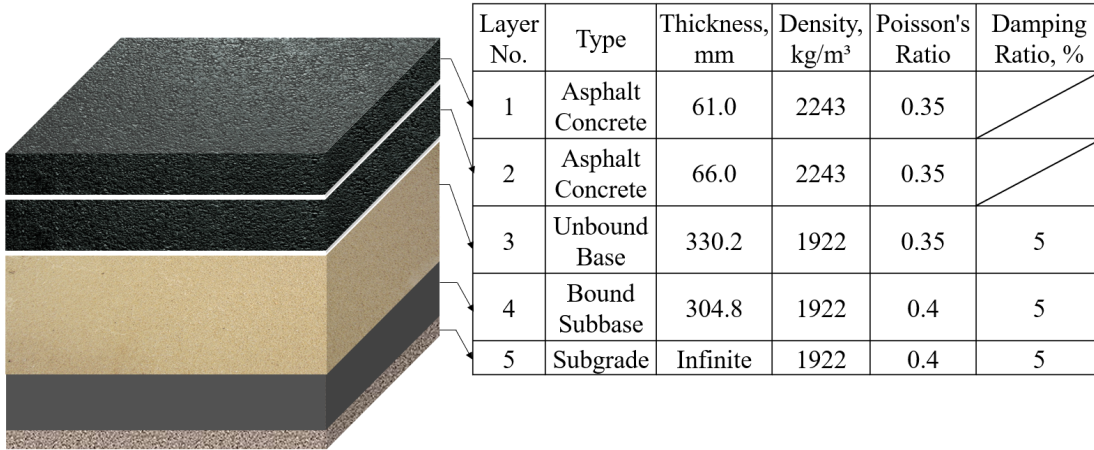 Layer No. Type Thickness, mm Density, kg/m³ Poisson's Ratio Damping Ratio, %
1 Asphalt Concrete 61.0 2243 0.35
2 Asphalt Concrete 66.0 2243 0.35
3 Unbound Base 330.2 1922 0.35 5
4 Bound Subbase 304.8 1922 0.4 5
5 Subgrade Infinite 1922 0.4 5